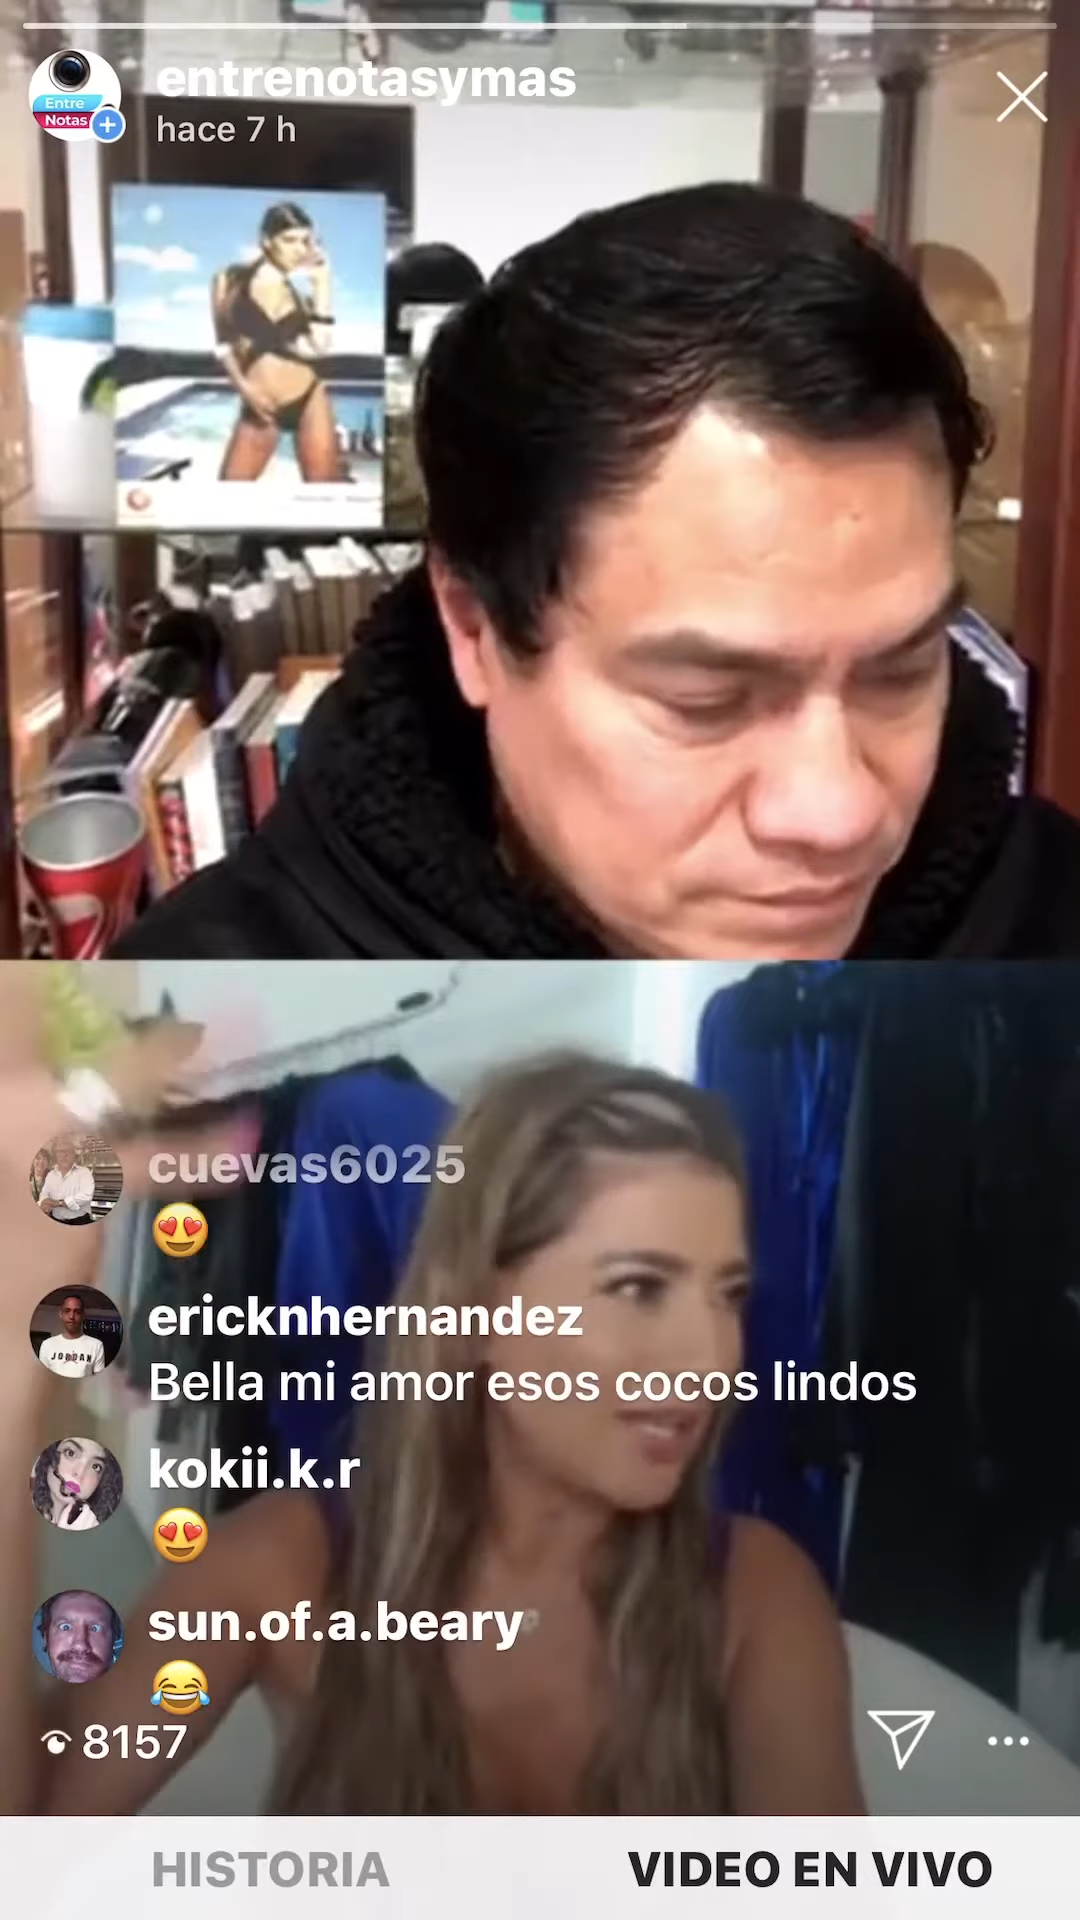 entrenotasymas
Entre
Notas
hace 7 h
cuevas6025
😍
ericknhernandez
Bella mi amor esos cocos lindos
JORDAN
kokii.k.r
😍
sun.of.a.beary
😂
8157
HISTORIA
VIDEO EN VIVO